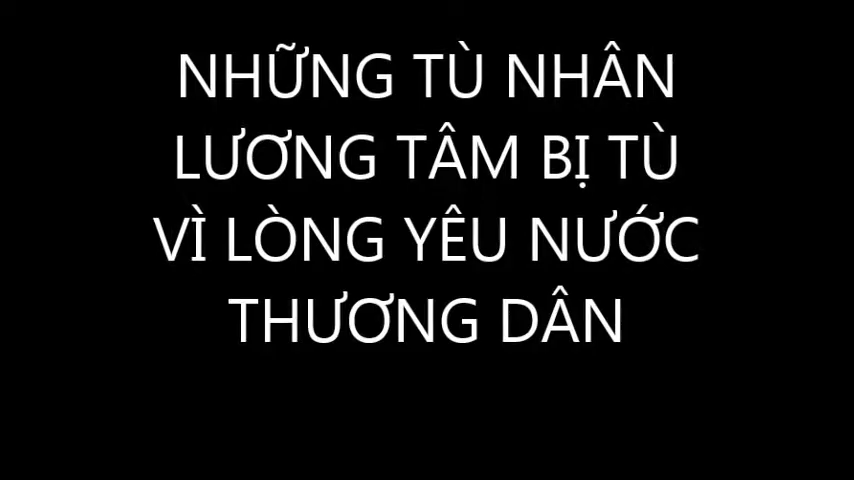 NHỮNG TÙ NHÂN
LƯƠNG TÂM BỊ TÙ
VÌ LÒNG YÊU NƯỚC
THƯƠNG DÂN